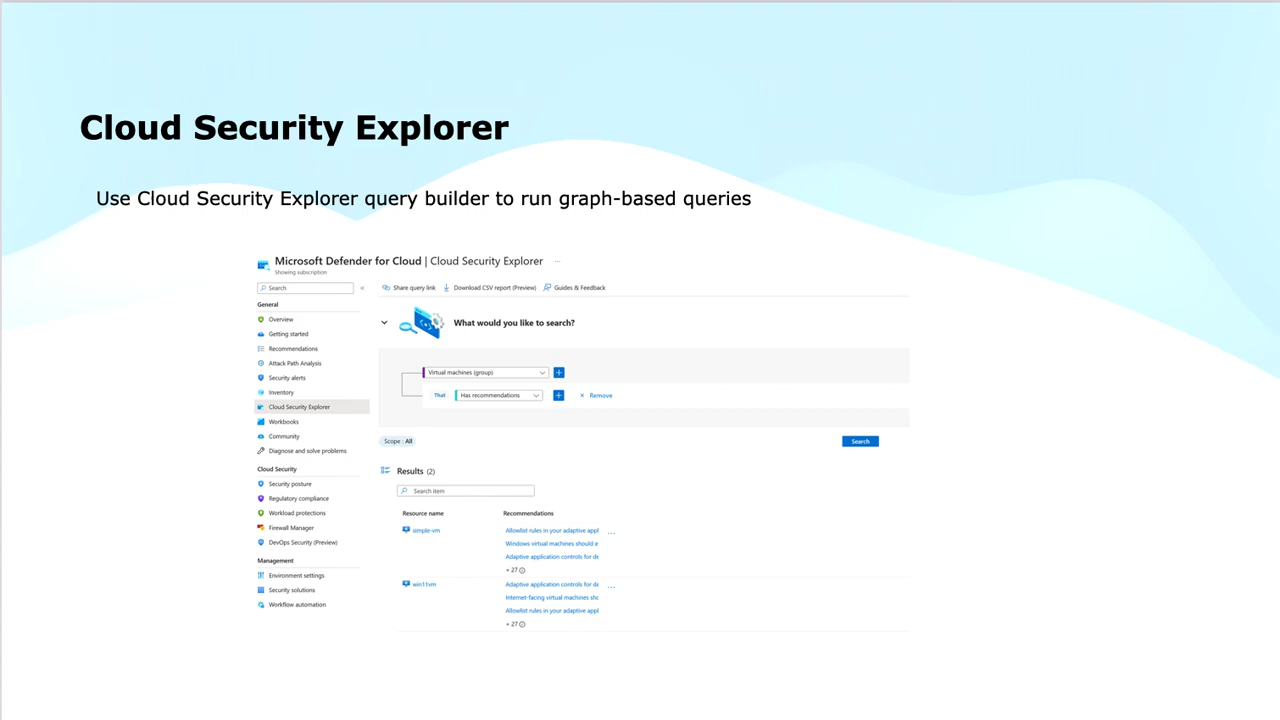 Cloud Security Explorer
Use Cloud Security Explorer query builder to run graph-based queries
Microsoft Defender for Cloud | Cloud Security Explorer ...
Showing subscription
Search
«
Share query link
Download CSV report (Preview)
Guides & Feedback
General
Overview
Getting started
Recommendations
Attack Path Analysis
Security alerts
Inventory
Cloud Security Explorer
Workbooks
Community
Diagnose and solve problems
Cloud Security
Security posture
Regulatory compliance
Workload protections
Firewall Manager
DevOps Security (Preview)
Management
Environment settings
Security solutions
Workflow automation
What would you like to search?
Virtual machines (group)
That Has recommendations × Remove
Scope : All
Search
Results (2)
Search item
Resource name Recommendations
simple-vm Allowlist rules in your adaptive appl ...
Windows virtual machines should e
Adaptive application controls for de
+ 27
win11vm Adaptive application controls for de ...
Internet-facing virtual machines sho
Allowlist rules in your adaptive appl
+ 27